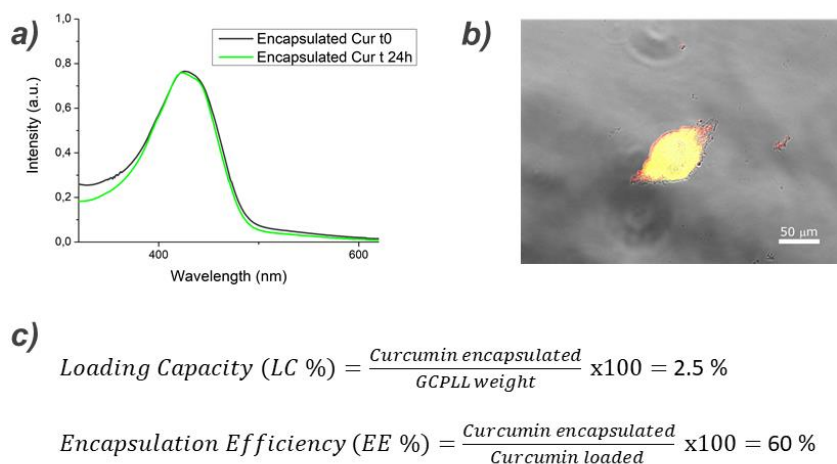 a)
1,0
0,8
0,6
0,4
0,2
0,0
Intensity (a.u.)
Encapsulated Cur t0
Encapsulated Cur t 24h
400
600
Wavelength (nm)
b)
50 μm
c)
Loading Capacity (LC %) = Curcumin encapsulated / GCPLL weight x100 = 2.5 %
Encapsulation Efficiency (EE %) = Curcumin encapsulated / Curcumin loaded x100 = 60 %